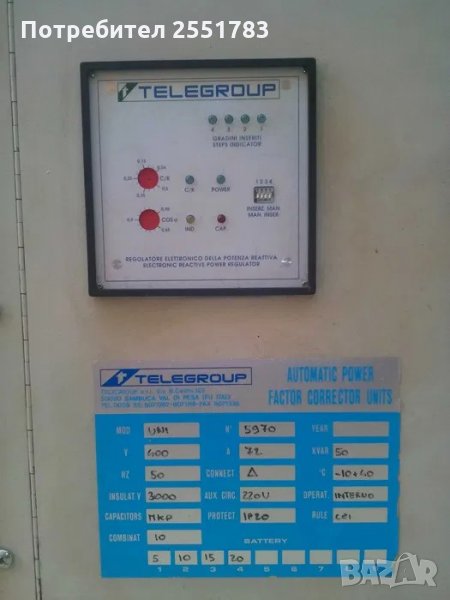 Потребител 2551783
TELEGROUP
4 3 2 1
GRADINI INSERITI
STEPS INDICATOR
C/K
C/K POWER
1 2 3 4
INSERZ. MAN.
MAN. INSER.
COS φ
IND CAP
REGOLATORE ELETTRONICO DELLA POTENZA REATTIVA
ELECTRONIC REACTIVE POWER REGULATOR
TELEGROUP
AUTOMATIC POWER
FACTOR CORRECTOR UNITS
MOD N° 5970 YEAR
V 400 A 72 KVAR 50
HZ 50 CONNECT Δ °C -10+40
INSULAT V 3000 AUX CIRC 220V OPERAT. INTERNO
CAPACITORS MKP PROTECT IP20 RULE CEI
COMBINAT 10
BATTERY
5 10 15 20
1 2 3 4 5 6 7
BAZAR